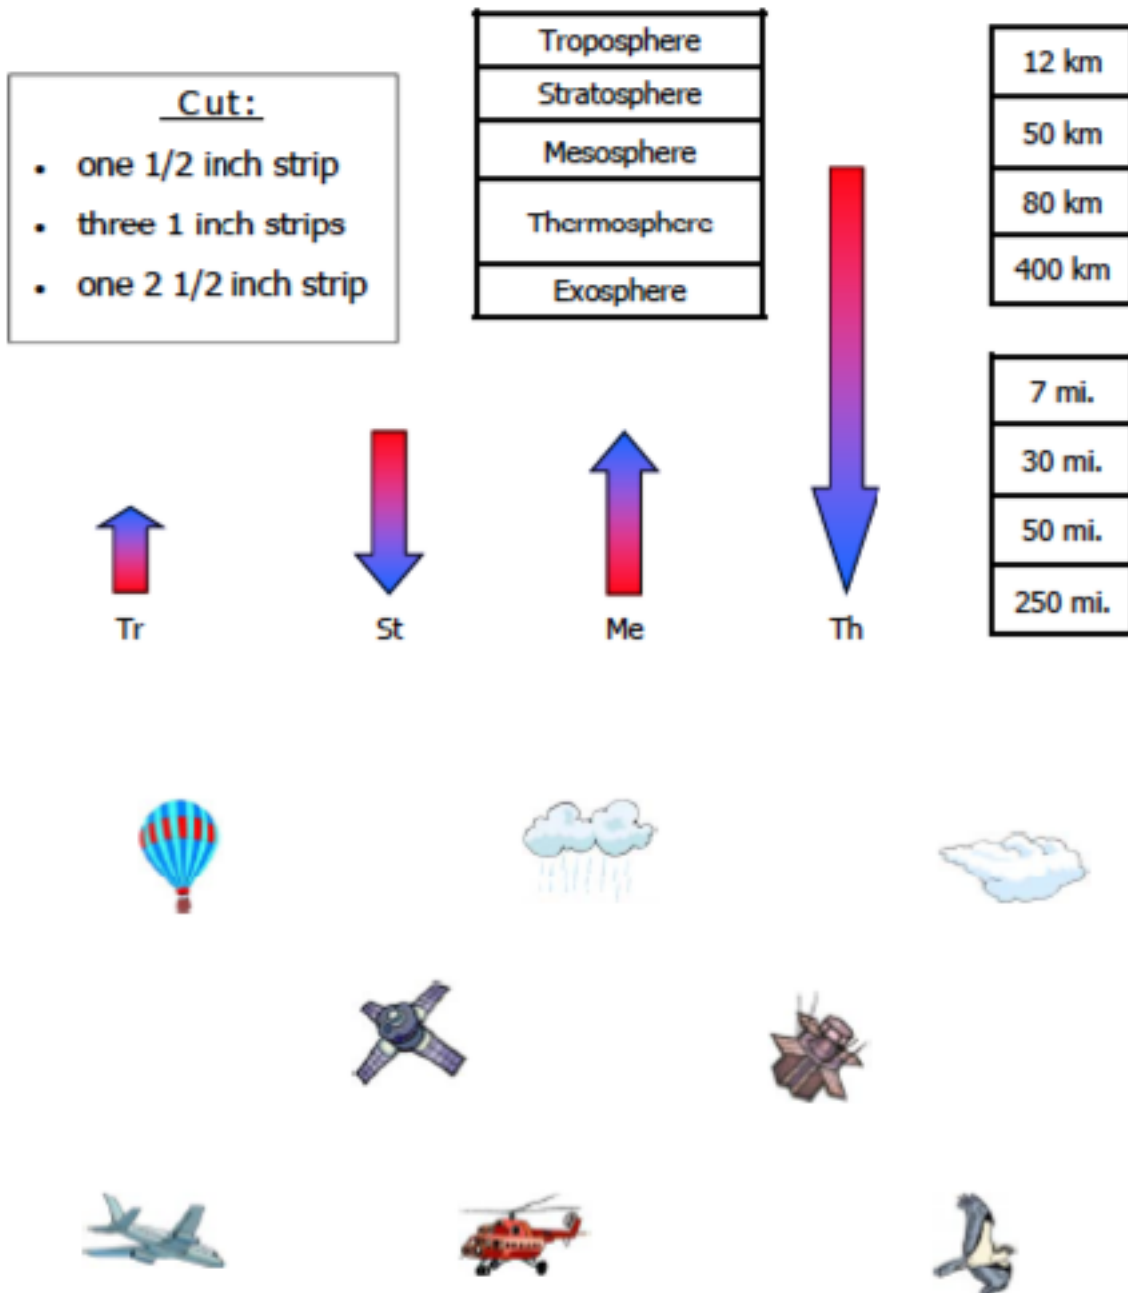 Cut:
• one 1/2 inch strip
• three 1 inch strips
• one 2 1/2 inch strip
Troposphere
Stratosphere
Mesosphere
Thermosphere
Exosphere
12 km
50 km
80 km
400 km
7 mi.
30 mi.
50 mi.
250 mi.
Tr
St
Me
Th